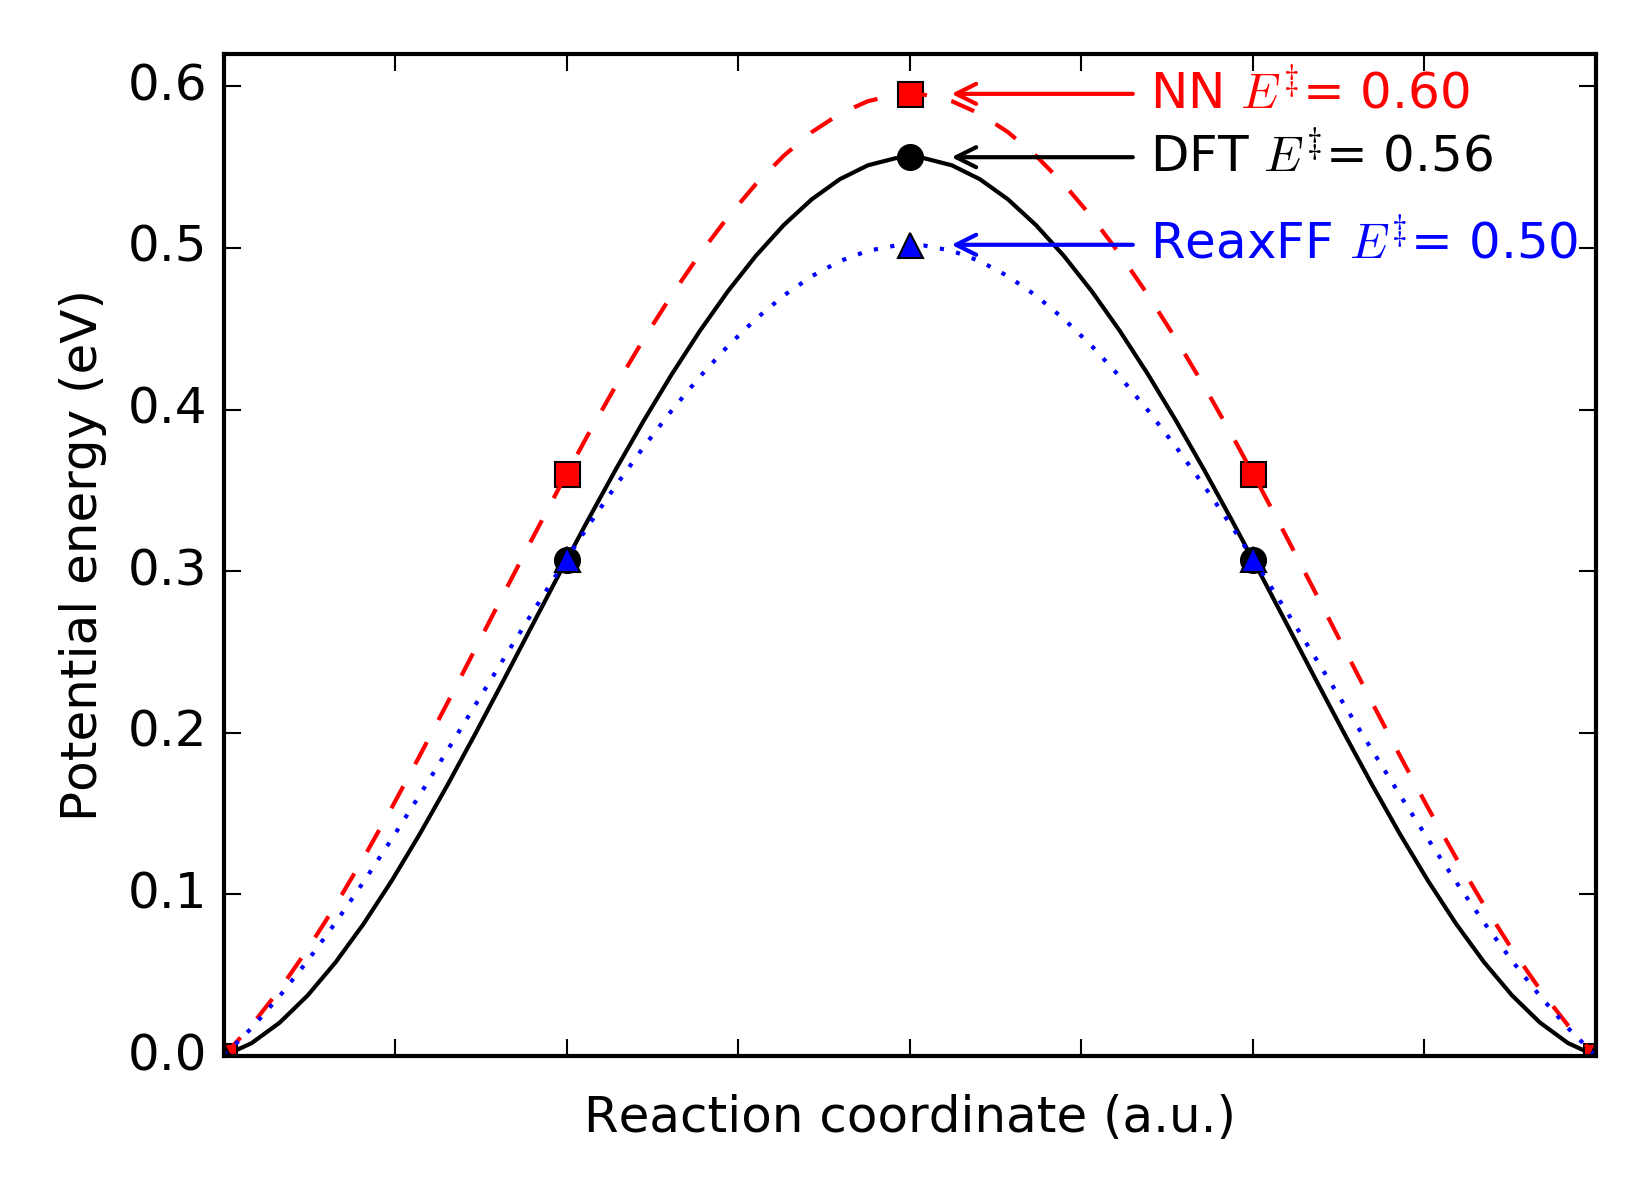 NN E‡= 0.60
DFT E‡= 0.56
ReaxFF E‡= 0.50
0.6
0.5
0.4
0.3
0.2
0.1
0.0
Potential energy (eV)
Reaction coordinate (a.u.)